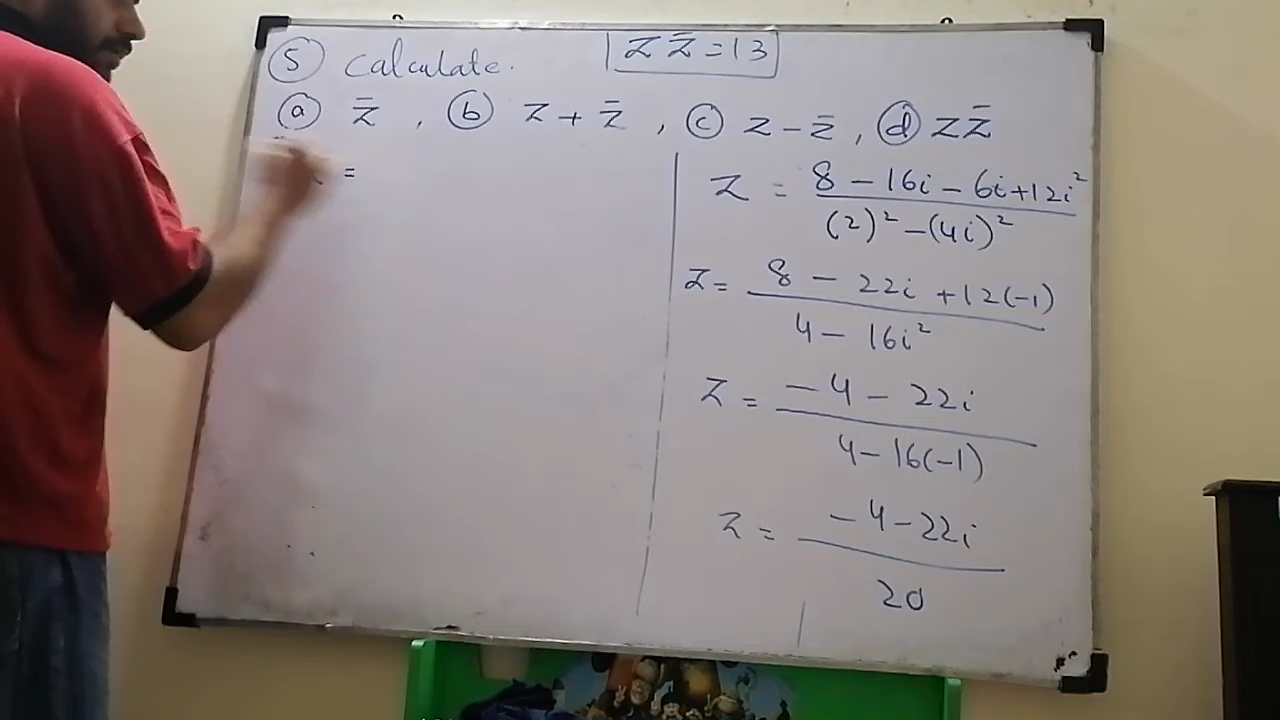 ⑤ Calculate. z z̄ = 13
ⓐ z̄ , ⓑ z + z̄ , ⓒ z - z̄ , ⓓ z z̄
=
z = (8 - 16i - 6i + 12i²) / ((2)² - (4i)²)
z = (8 - 22i + 12(-1)) / (4 - 16i²)
z = (-4 - 22i) / (4 - 16(-1))
z = (-4 - 22i) / 20